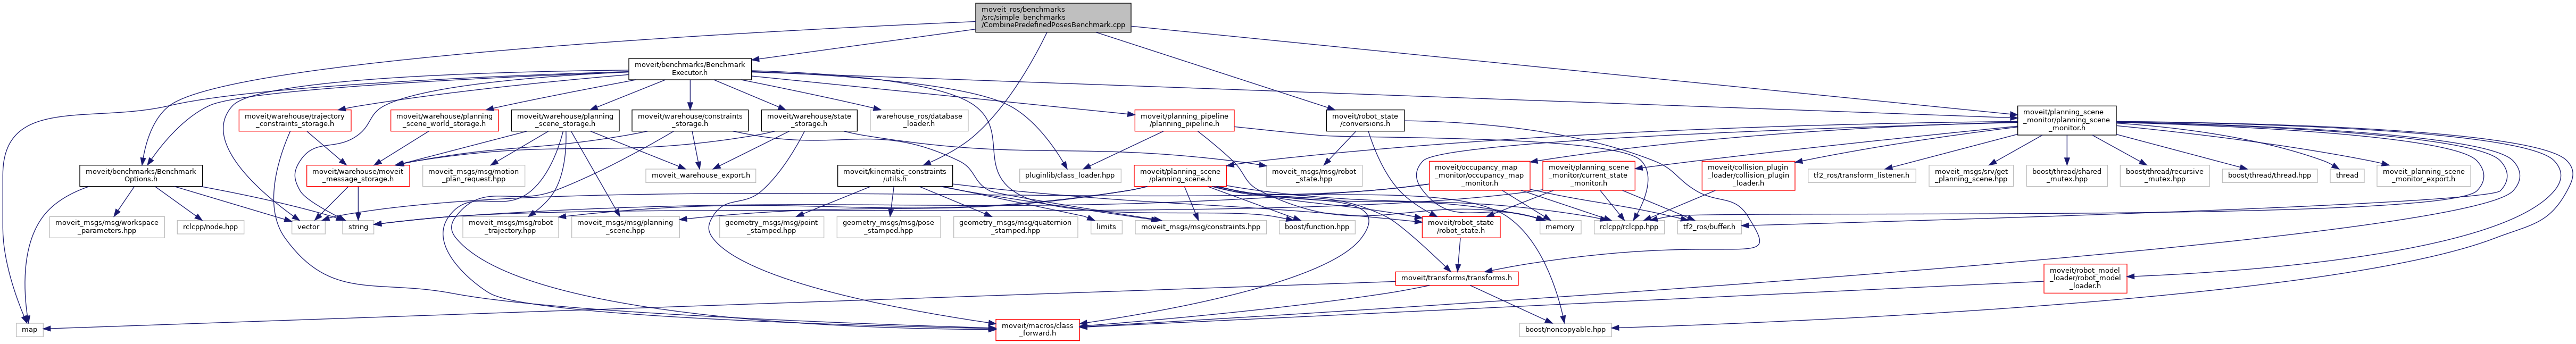 moveit_ros/benchmarks
/src/simple_benchmarks
/CombinePredefinedPosesBenchmark.cpp
moveit/benchmarks/Benchmark
Executor.h
moveit/warehouse/trajectory
_constraints_storage.h
moveit/warehouse/planning
_scene_world_storage.h
moveit/warehouse/planning
_scene_storage.h
moveit/warehouse/constraints
_storage.h
moveit/warehouse/state
_storage.h
warehouse_ros/database
_loader.h
moveit/planning_pipeline
/planning_pipeline.h
moveit/robot_state
/conversions.h
moveit/planning_scene
_monitor/planning_scene
_monitor.h
moveit/benchmarks/Benchmark
Options.h
moveit/warehouse/moveit
_message_storage.h
moveit_msgs/msg/motion
_plan_request.hpp
moveit_warehouse_export.h
moveit/kinematic_constraints
/utils.h
pluginlib/class_loader.hpp
moveit/planning_scene
/planning_scene.h
moveit_msgs/msg/robot
_state.hpp
moveit/occupancy_map
_monitor/occupancy_map
_monitor.h
moveit/planning_scene
_monitor/current_state
_monitor.h
moveit/collision_plugin
_loader/collision_plugin
_loader.h
tf2_ros/transform_listener.h
moveit_msgs/srv/get
_planning_scene.hpp
boost/thread/shared
_mutex.hpp
boost/thread/recursive
_mutex.hpp
boost/thread/thread.hpp
thread
moveit_planning_scene
_monitor_export.h
moveit_msgs/msg/workspace
_parameters.hpp
rclcpp/node.hpp
vector
string
moveit_msgs/msg/robot
_trajectory.hpp
moveit_msgs/msg/planning
_scene.hpp
geometry_msgs/msg/point
_stamped.hpp
geometry_msgs/msg/pose
_stamped.hpp
geometry_msgs/msg/quaternion
_stamped.hpp
limits
moveit_msgs/msg/constraints.hpp
boost/function.hpp
moveit/robot_state
/robot_state.h
memory
rclcpp/rclcpp.hpp
tf2_ros/buffer.h
moveit/transforms/transforms.h
moveit/robot_model
_loader/robot_model
_loader.h
map
moveit/macros/class
_forward.h
boost/noncopyable.hpp